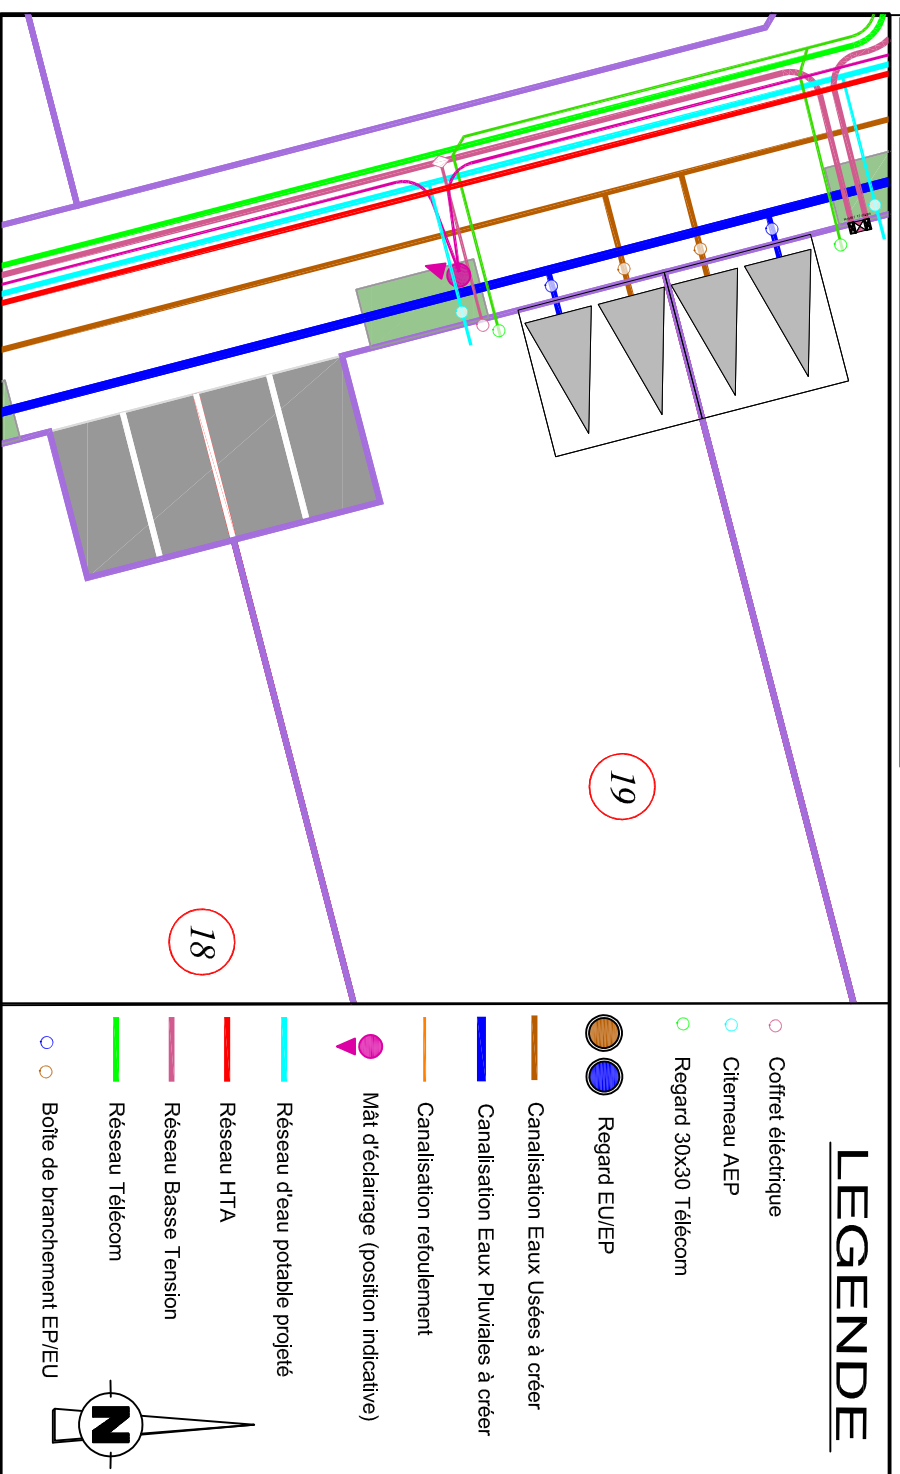 19
18
LEGENDE
Coffret éléctrique
Citerneau AEP
Regard 30x30 Télécom
Regard EU/EP
Canalisation Eaux Usées à créer
Canalisation Eaux Pluviales à créer
Canalisation refoulement
Mât d'éclairage (position indicative)
Réseau d'eau potable projeté
Réseau HTA
Réseau Basse Tension
Réseau Télécom
Boîte de branchement EP/EU
N